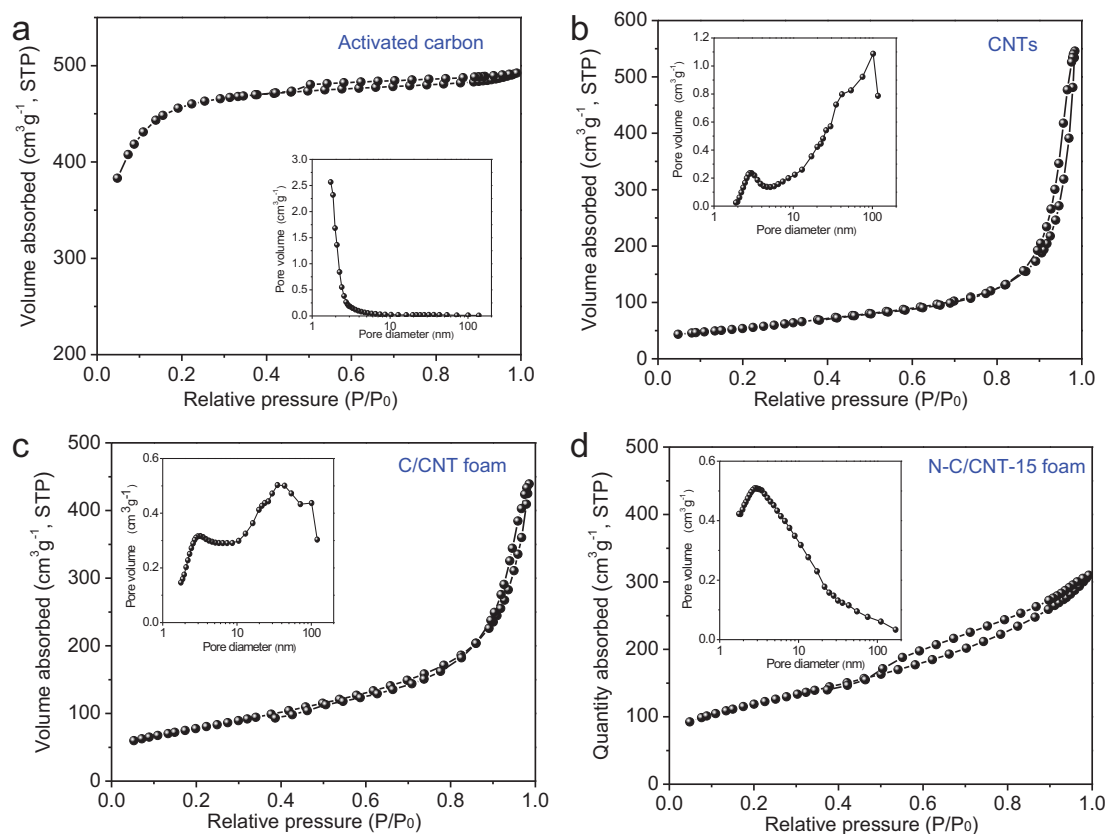 a
Activated carbon
Volume absorbed (cm³g⁻¹, STP)
500
400
300
200
0.0 0.2 0.4 0.6 0.8 1.0
Relative pressure (P/P₀)
Pore volume (cm³g⁻¹)
3.0
2.5
2.0
1.5
1.0
0.5
0.0
1 10 100
Pore diameter (nm)
b
CNTs
Volume absorbed (cm³g⁻¹, STP)
600
500
400
300
200
100
0
0.0 0.2 0.4 0.6 0.8 1.0
Relative pressure (P/P₀)
Pore volume (cm³g⁻¹)
1.2
1.0
0.8
0.6
0.4
0.2
0.0
1 10 100
Pore diameter (nm)
c
C/CNT foam
Volume absorbed (cm³g⁻¹, STP)
500
400
300
200
100
0
0.0 0.2 0.4 0.6 0.8 1.0
Relative pressure (P/P₀)
Pore volume (cm³g⁻¹)
0.6
0.4
0.2
0.0
1 10 100
Pore diameter (nm)
d
N-C/CNT-15 foam
Quantity absorbed (cm³g⁻¹, STP)
500
400
300
200
100
0
0.0 0.2 0.4 0.6 0.8 1.0
Relative pressure (P/P₀)
Pore volume (cm³g⁻¹)
0.6
0.4
0.2
0.0
1 10 100
Pore diameter (nm)